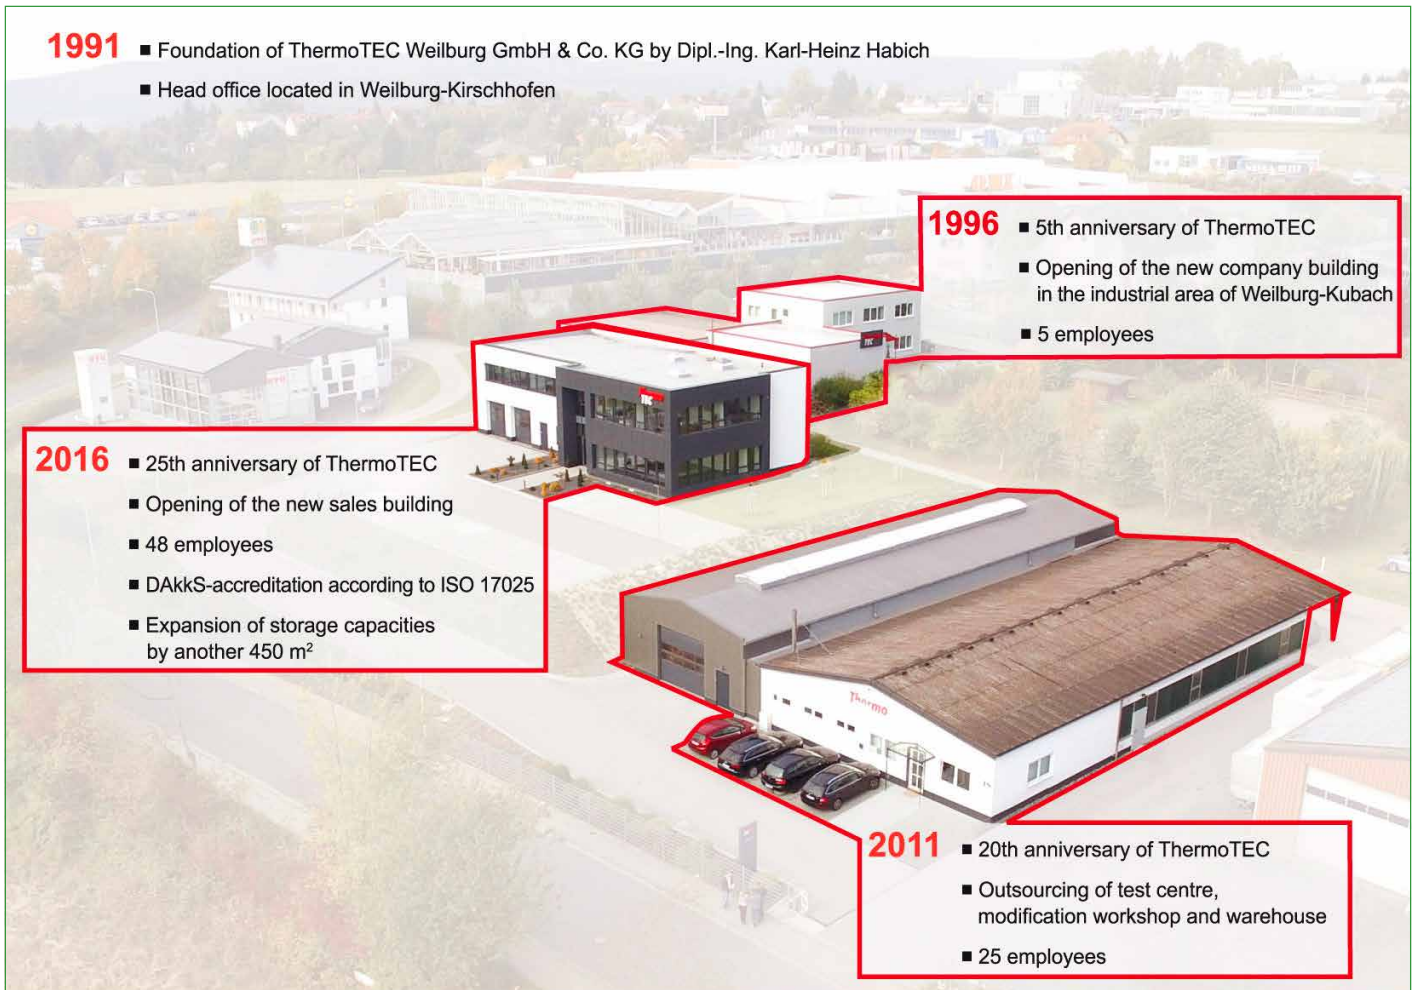 1991 ■ Foundation of ThermoTEC Weilburg GmbH & Co. KG by Dipl.-Ing. Karl-Heinz Habich
■ Head office located in Weilburg-Kirschhofen
1996 ■ 5th anniversary of ThermoTEC
■ Opening of the new company building
in the industrial area of Weilburg-Kubach
■ 5 employees
TEC
TEC
2016 ■ 25th anniversary of ThermoTEC
■ Opening of the new sales building
■ 48 employees
■ DAkkS-accreditation according to ISO 17025
■ Expansion of storage capacities
by another 450 m²
Thermo
2011 ■ 20th anniversary of ThermoTEC
■ Outsourcing of test centre,
modification workshop and warehouse
■ 25 employees